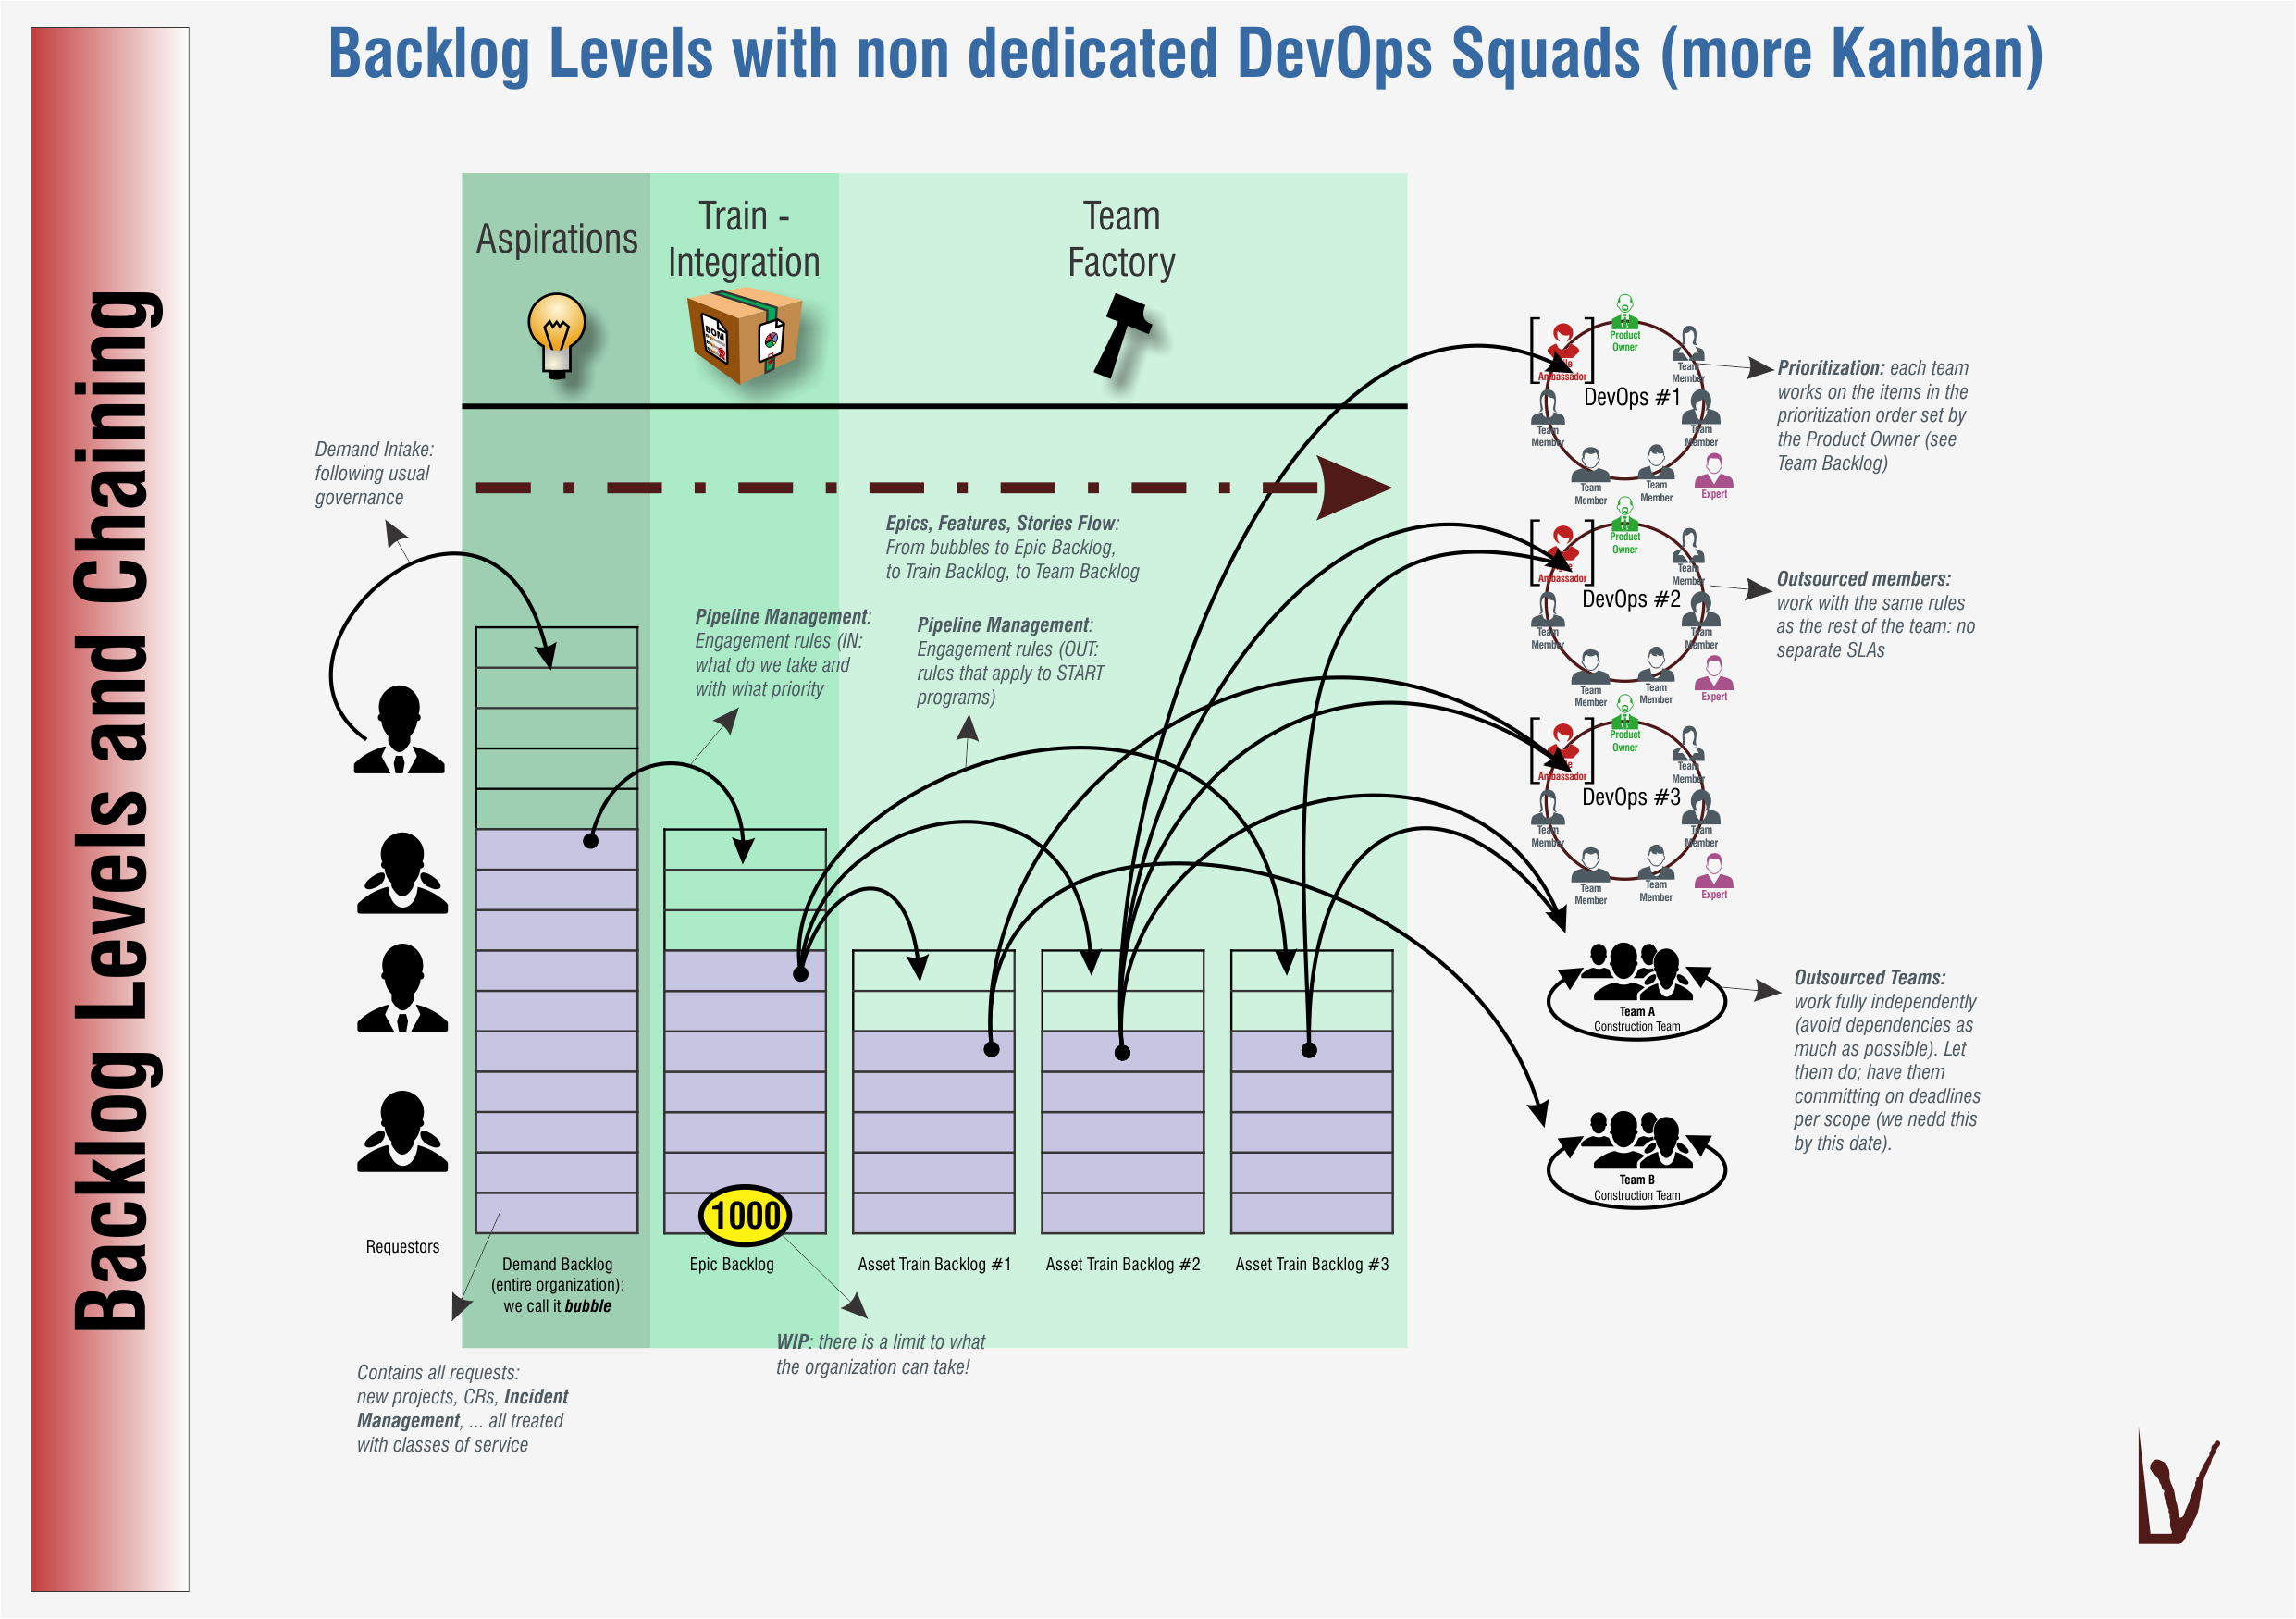 Backlog Levels and Chaining
Backlog Levels with non dedicated DevOps Squads (more Kanban)
Aspirations
Train -
Integration
BOM
Team
Factory
Demand Intake:
following usual
governance
Epics, Features, Stories Flow:
From bubbles to Epic Backlog,
to Train Backlog, to Team Backlog
Pipeline Management:
Engagement rules (IN:
what do we take and
with what priority
Pipeline Management:
Engagement rules (OUT:
rules that apply to START
programs)
Requestors
Demand Backlog
(entire organization):
we call it bubble
1000
Epic Backlog
Asset Train Backlog #1
Asset Train Backlog #2
Asset Train Backlog #3
WIP: there is a limit to what
the organization can take!
Contains all requests:
new projects, CRs, Incident
Management, ... all treated
with classes of service
Product
Owner
Ambassador
Team
Member
DevOps #1
Team
Member
Team
Member
Team
Member
Team
Member
Expert
Prioritization: each team
works on the items in the
prioritization order set by
the Product Owner (see
Team Backlog)
Product
Owner
Ambassador
Team
Member
DevOps #2
Team
Member
Team
Member
Team
Member
Team
Member
Expert
Outsourced members:
work with the same rules
as the rest of the team: no
separate SLAs
Product
Owner
Ambassador
Team
Member
DevOps #3
Team
Member
Team
Member
Team
Member
Team
Member
Expert
Team A
Construction Team
Outsourced Teams:
work fully independently
(avoid dependencies as
much as possible). Let
them do; have them
committing on deadlines
per scope (we nedd this
by this date).
Team B
Construction Team